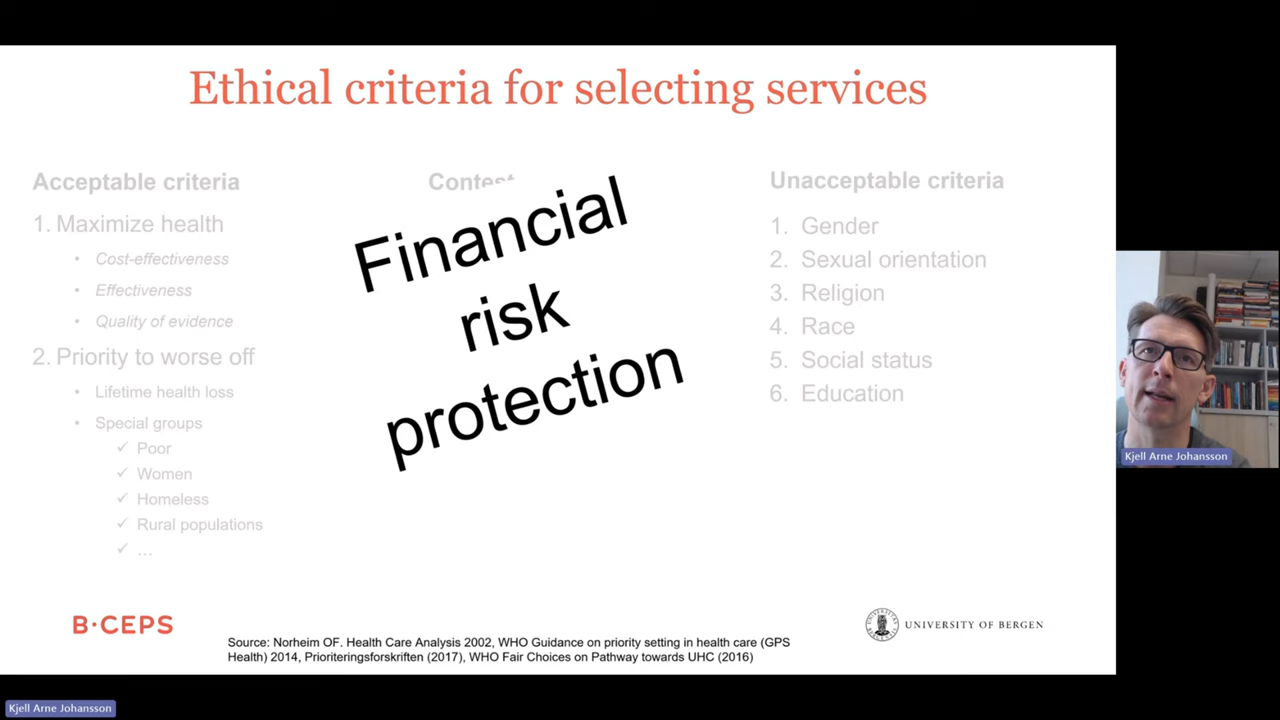 Ethical criteria for selecting services
Acceptable criteria
1. Maximize health
• Cost-effectiveness
• Effectiveness
• Quality of evidence
2. Priority to worse off
• Lifetime health loss
• Special groups
✓ Poor
✓ Women
✓ Homeless
✓ Rural populations
✓ …
Financial
risk
protection
Unacceptable criteria
1. Gender
2. Sexual orientation
3. Religion
4. Race
5. Social status
6. Education
Kjell Arne Johansson
B·CEPS
Source: Norheim OF. Health Care Analysis 2002, WHO Guidance on priority setting in health care (GPS
Health) 2014, Prioriteringsforskriften (2017), WHO Fair Choices on Pathway towards UHC (2016)
UNIVERSITY OF BERGEN
Kjell Arne Johansson